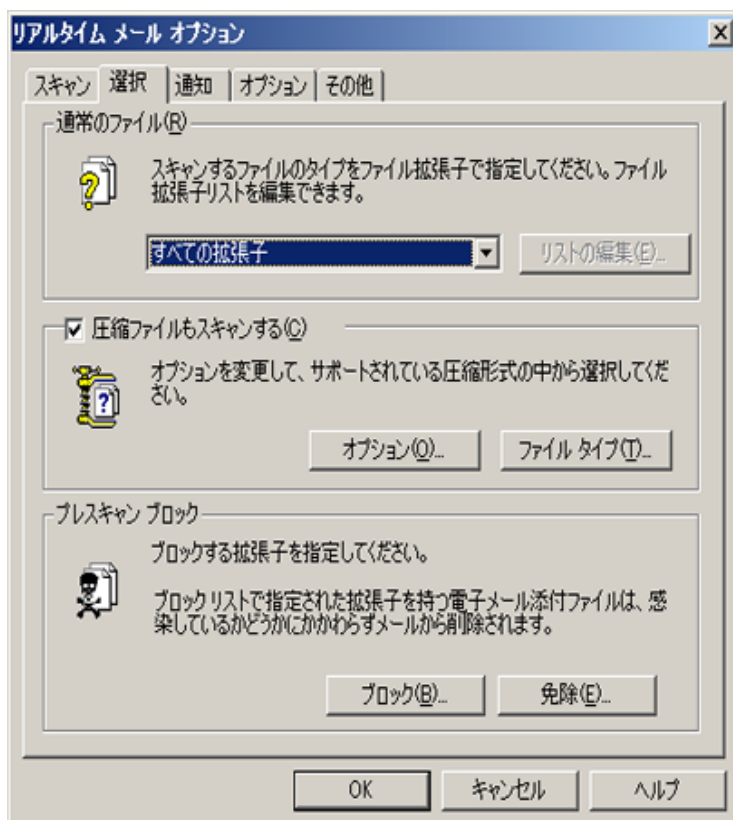 リアルタイム メール オプション
スキャン 選択 通知 オプション その他
通常のファイル(R)
スキャンするファイルのタイプをファイル拡張子で指定してください。ファイル
拡張子リストを編集できます。
すべての拡張子 リストの編集(E)...
圧縮ファイルもスキャンする(C)
オプションを変更して、サポートされている圧縮形式の中から選択してくだ
さい。
オプション(O)... ファイル タイプ(T)...
プレスキャン ブロック
ブロックする拡張子を指定してください。
ブロック リストで指定された拡張子を持つ電子メール添付ファイルは、感
染しているかどうかにかかわらずメールから削除されます。
ブロック(B)... 免除(E)...
OK キャンセル ヘルプ